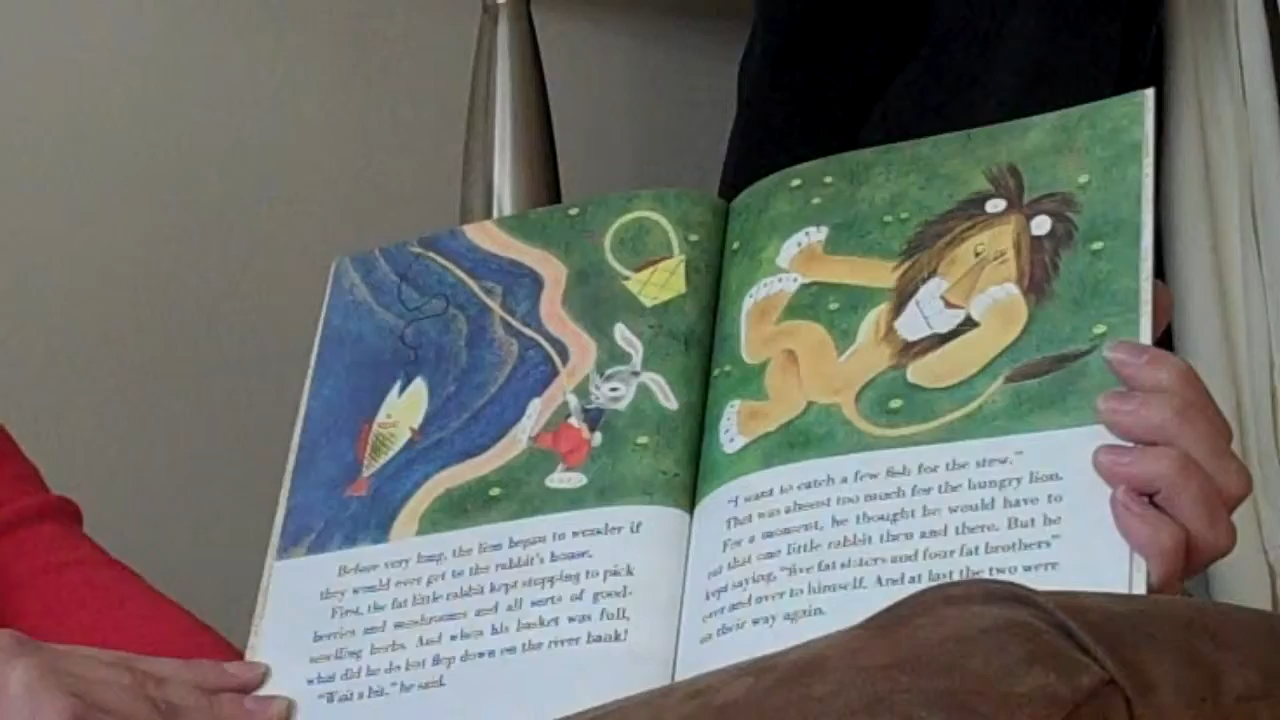 Before very long, the lion began to wonder if
they would ever get to the rabbit's house.
First, the fat little rabbit kept stopping to pick
berries and mushrooms and all sorts of good-
smelling herbs. And when his basket was full,
what did he do but flop down on the river bank!
"Wait a bit," he said.
"I want to catch a few fish for the stew."
That was almost too much for the hungry lion.
For a moment, he thought he would have to
eat that one little rabbit then and there. But he
kept saying, "five fat sisters and four fat brothers"
over and over to himself. And at last the two were
on their way again.